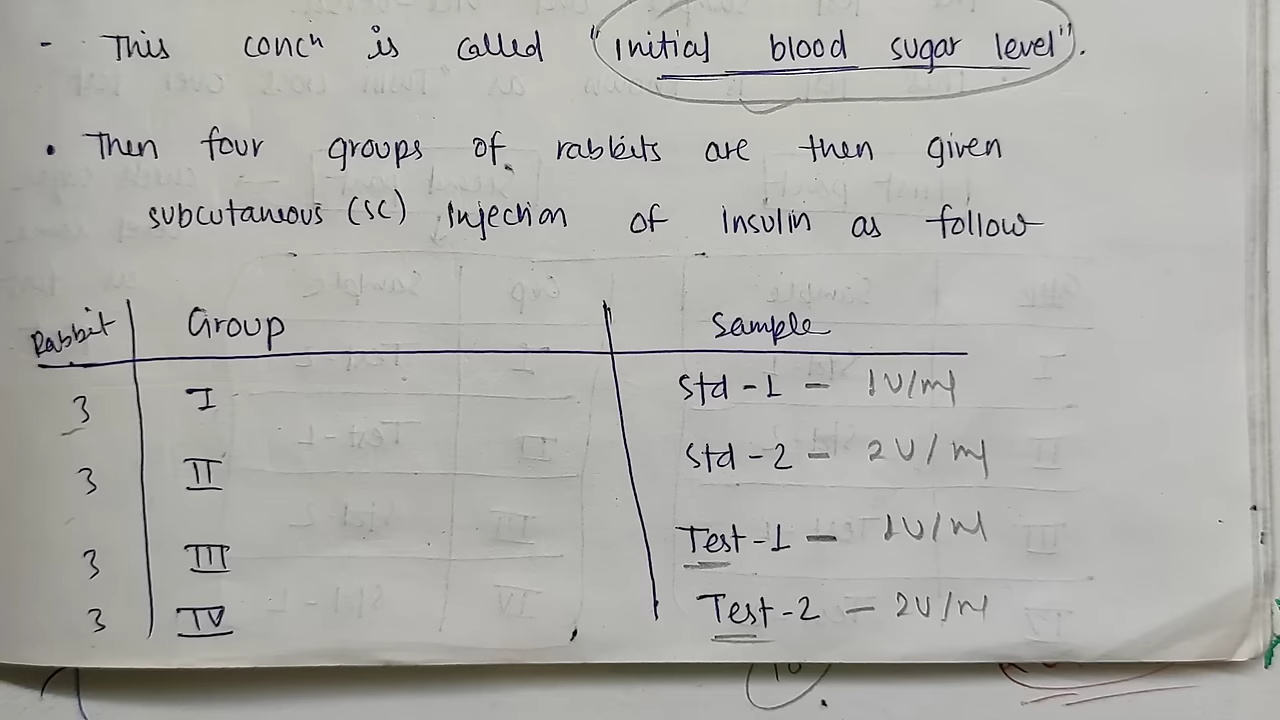 - This concⁿ is called "initial blood sugar level".
• Then four groups of rabbits are then given
subcutaneous (SC) Injection of insulin as follow
Rabbit Group Sample
3 I Std-1 - 1U/ml
3 II Std-2 - 2U/ml
3 III Test-1 - 1U/ml
3 IV Test-2 - 2U/ml